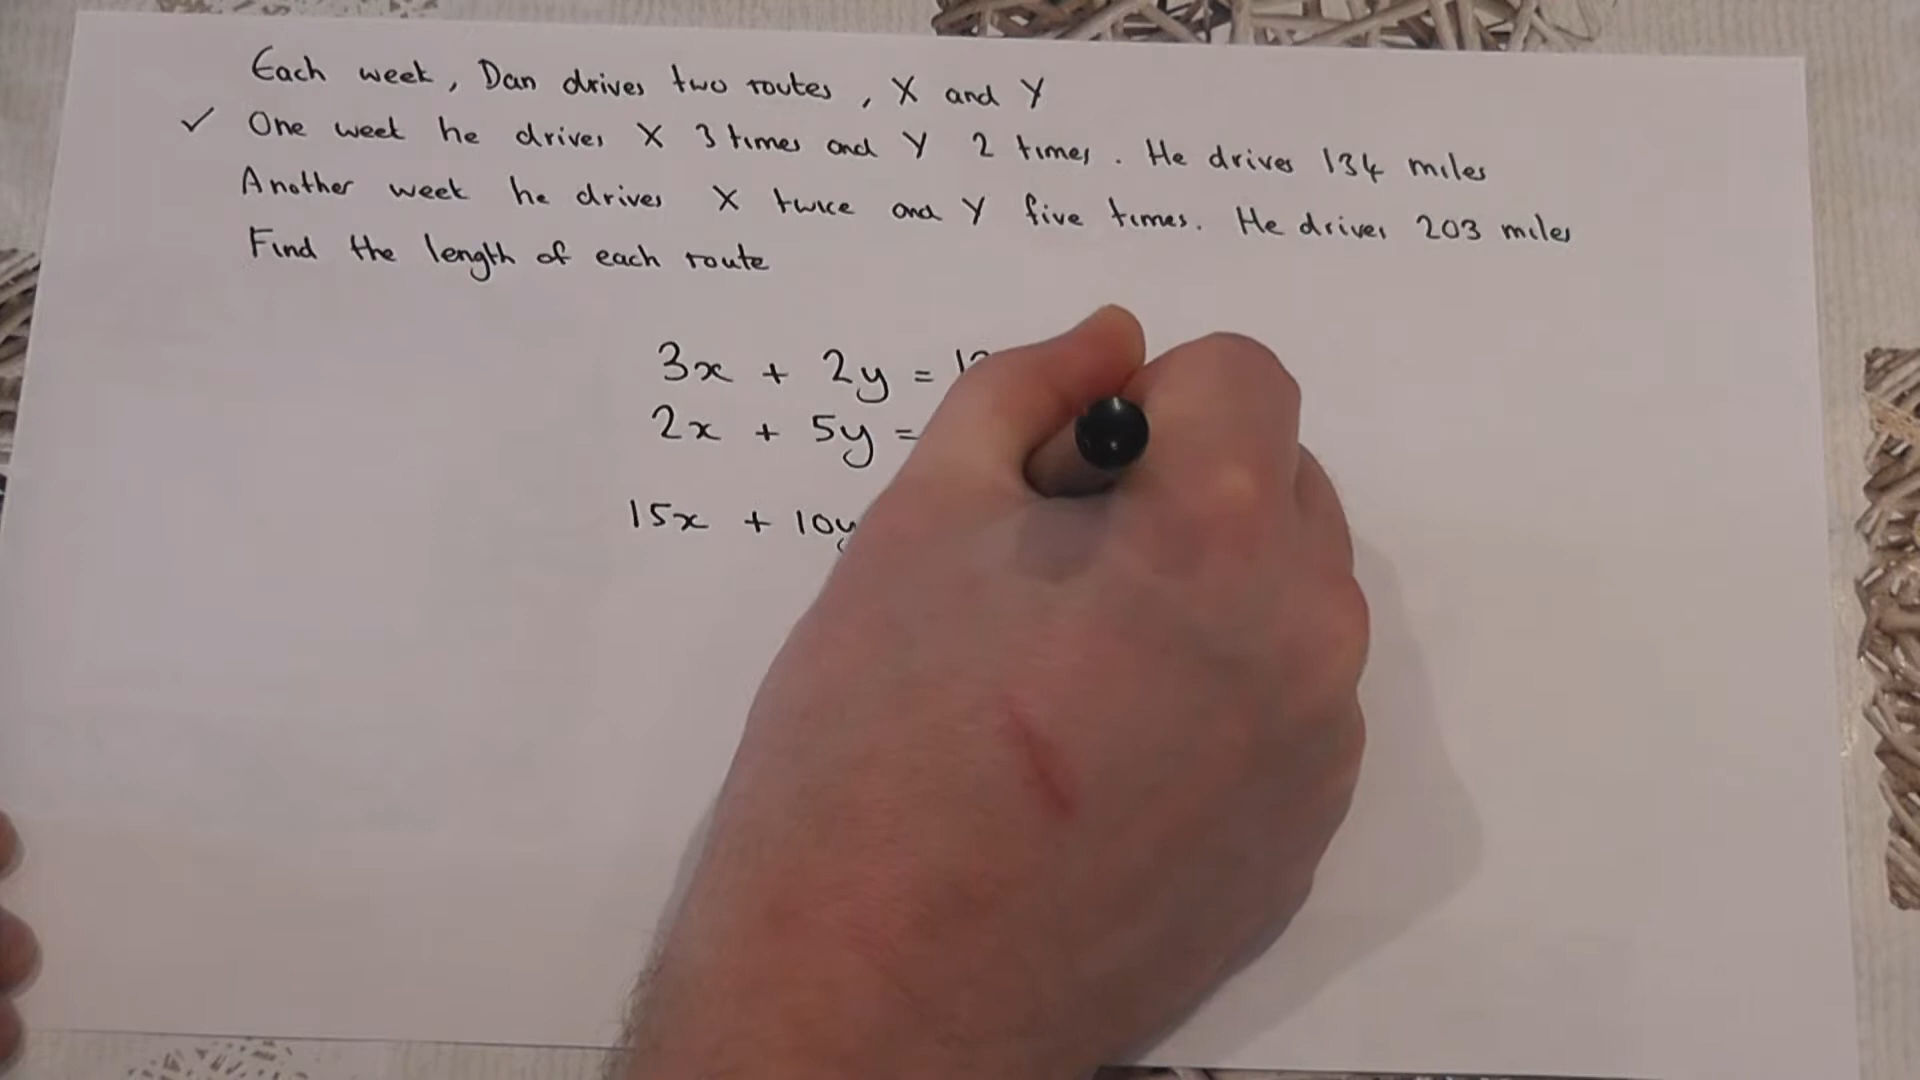 Each week, Dan drives two routes, X and Y
✓ One week he drives X 3 times and Y 2 times. He drives 134 miles
Another week he drives X twice and Y five times. He drives 203 miles
Find the length of each route
3x + 2y =
2x + 5y =
15x + 10y